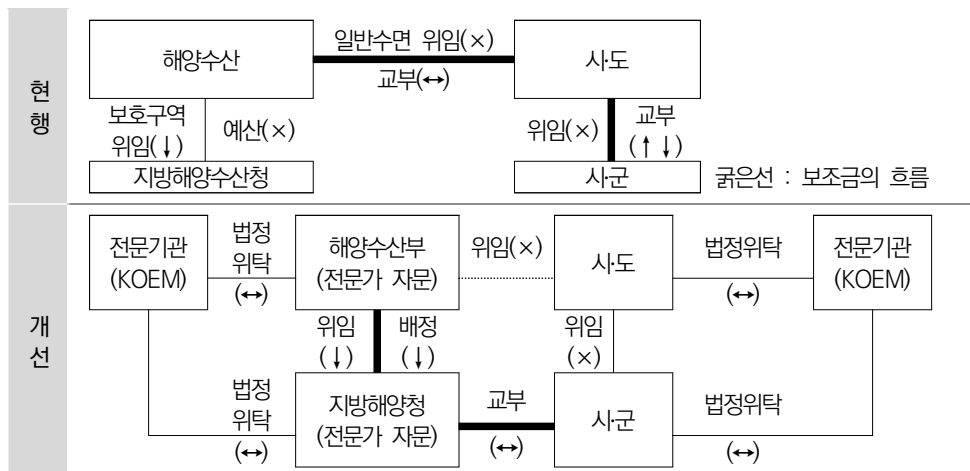 현행
해양수산
일반수면 위임(×)
교부(↔)
시·도
보호구역
위임(↓)
예산(×)
위임(×)
교부
(↑ ↓)
지방해양수산청
시·군
굵은선 : 보조금의 흐름
개선
전문기관
(KOEM)
법정
위탁
(↔)
해양수산부
(전문가 자문)
위임(×)
시·도
법정위탁
(↔)
전문기관
(KOEM)
위임
(↓)
배정
(↓)
위임
(×)
법정
위탁
(↔)
지방해양청
(전문가 자문)
교부
(↔)
시·군
법정위탁
(↔)